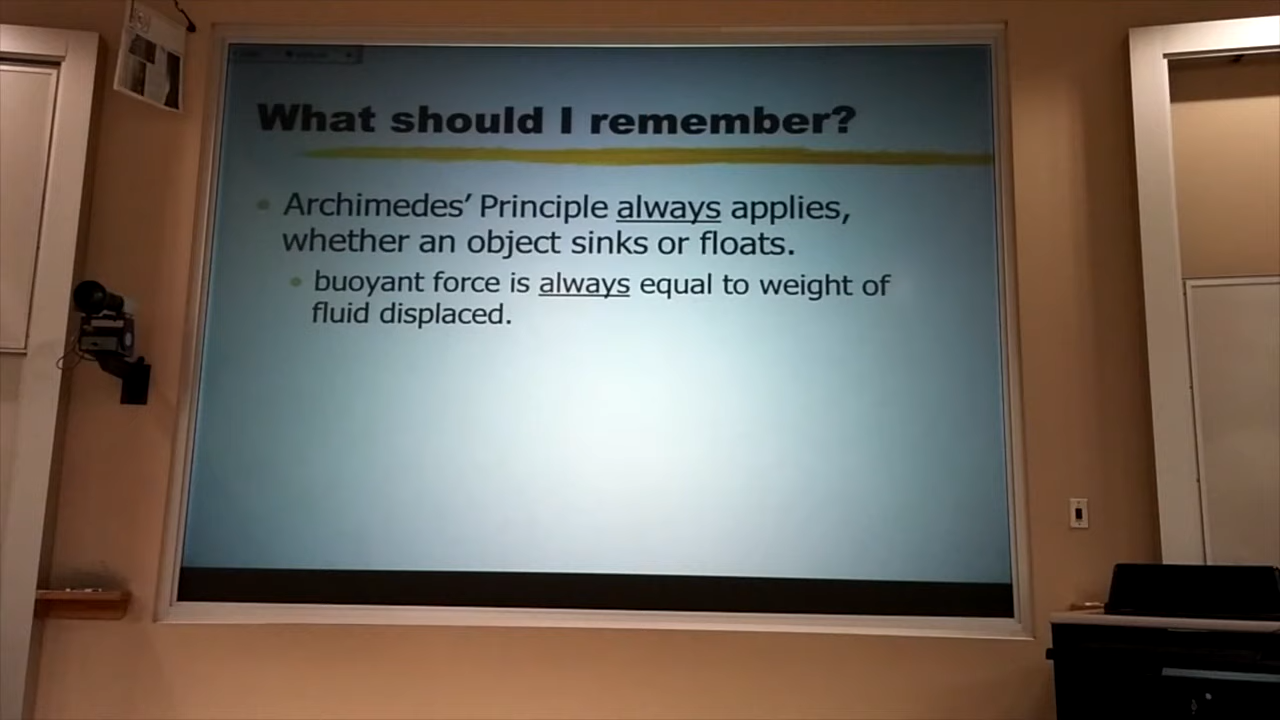 What should I remember?
Archimedes’ Principle always applies,
whether an object sinks or floats.
buoyant force is always equal to weight of
fluid displaced.